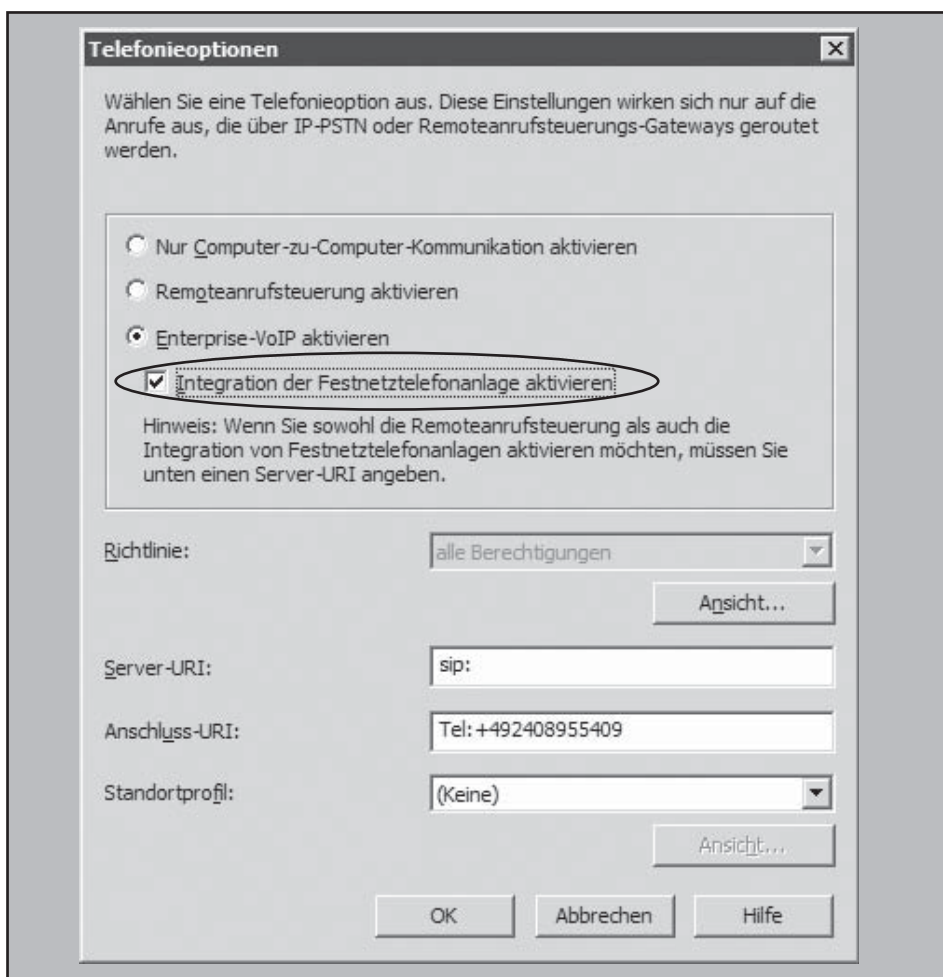 Telefonieoptionen
Wählen Sie eine Telefonieoption aus. Diese Einstellungen wirken sich nur auf die
Anrufe aus, die über IP-PSTN oder Remoteanrufsteuerungs-Gateways geroutet
werden.
Nur Computer-zu-Computer-Kommunikation aktivieren
Remoteanrufsteuerung aktivieren
Enterprise-VoIP aktivieren
Integration der Festnetztelefonanlage aktivieren
Hinweis: Wenn Sie sowohl die Remoteanrufsteuerung als auch die
Integration von Festnetztelefonanlagen aktivieren möchten, müssen Sie
unten einen Server-URI angeben.
Richtlinie: alle Berechtigungen
Ansicht...
Server-URI: sip:
Anschluss-URI: Tel:+492408955409
Standortprofil: (Keine)
Ansicht...
OK Abbrechen Hilfe